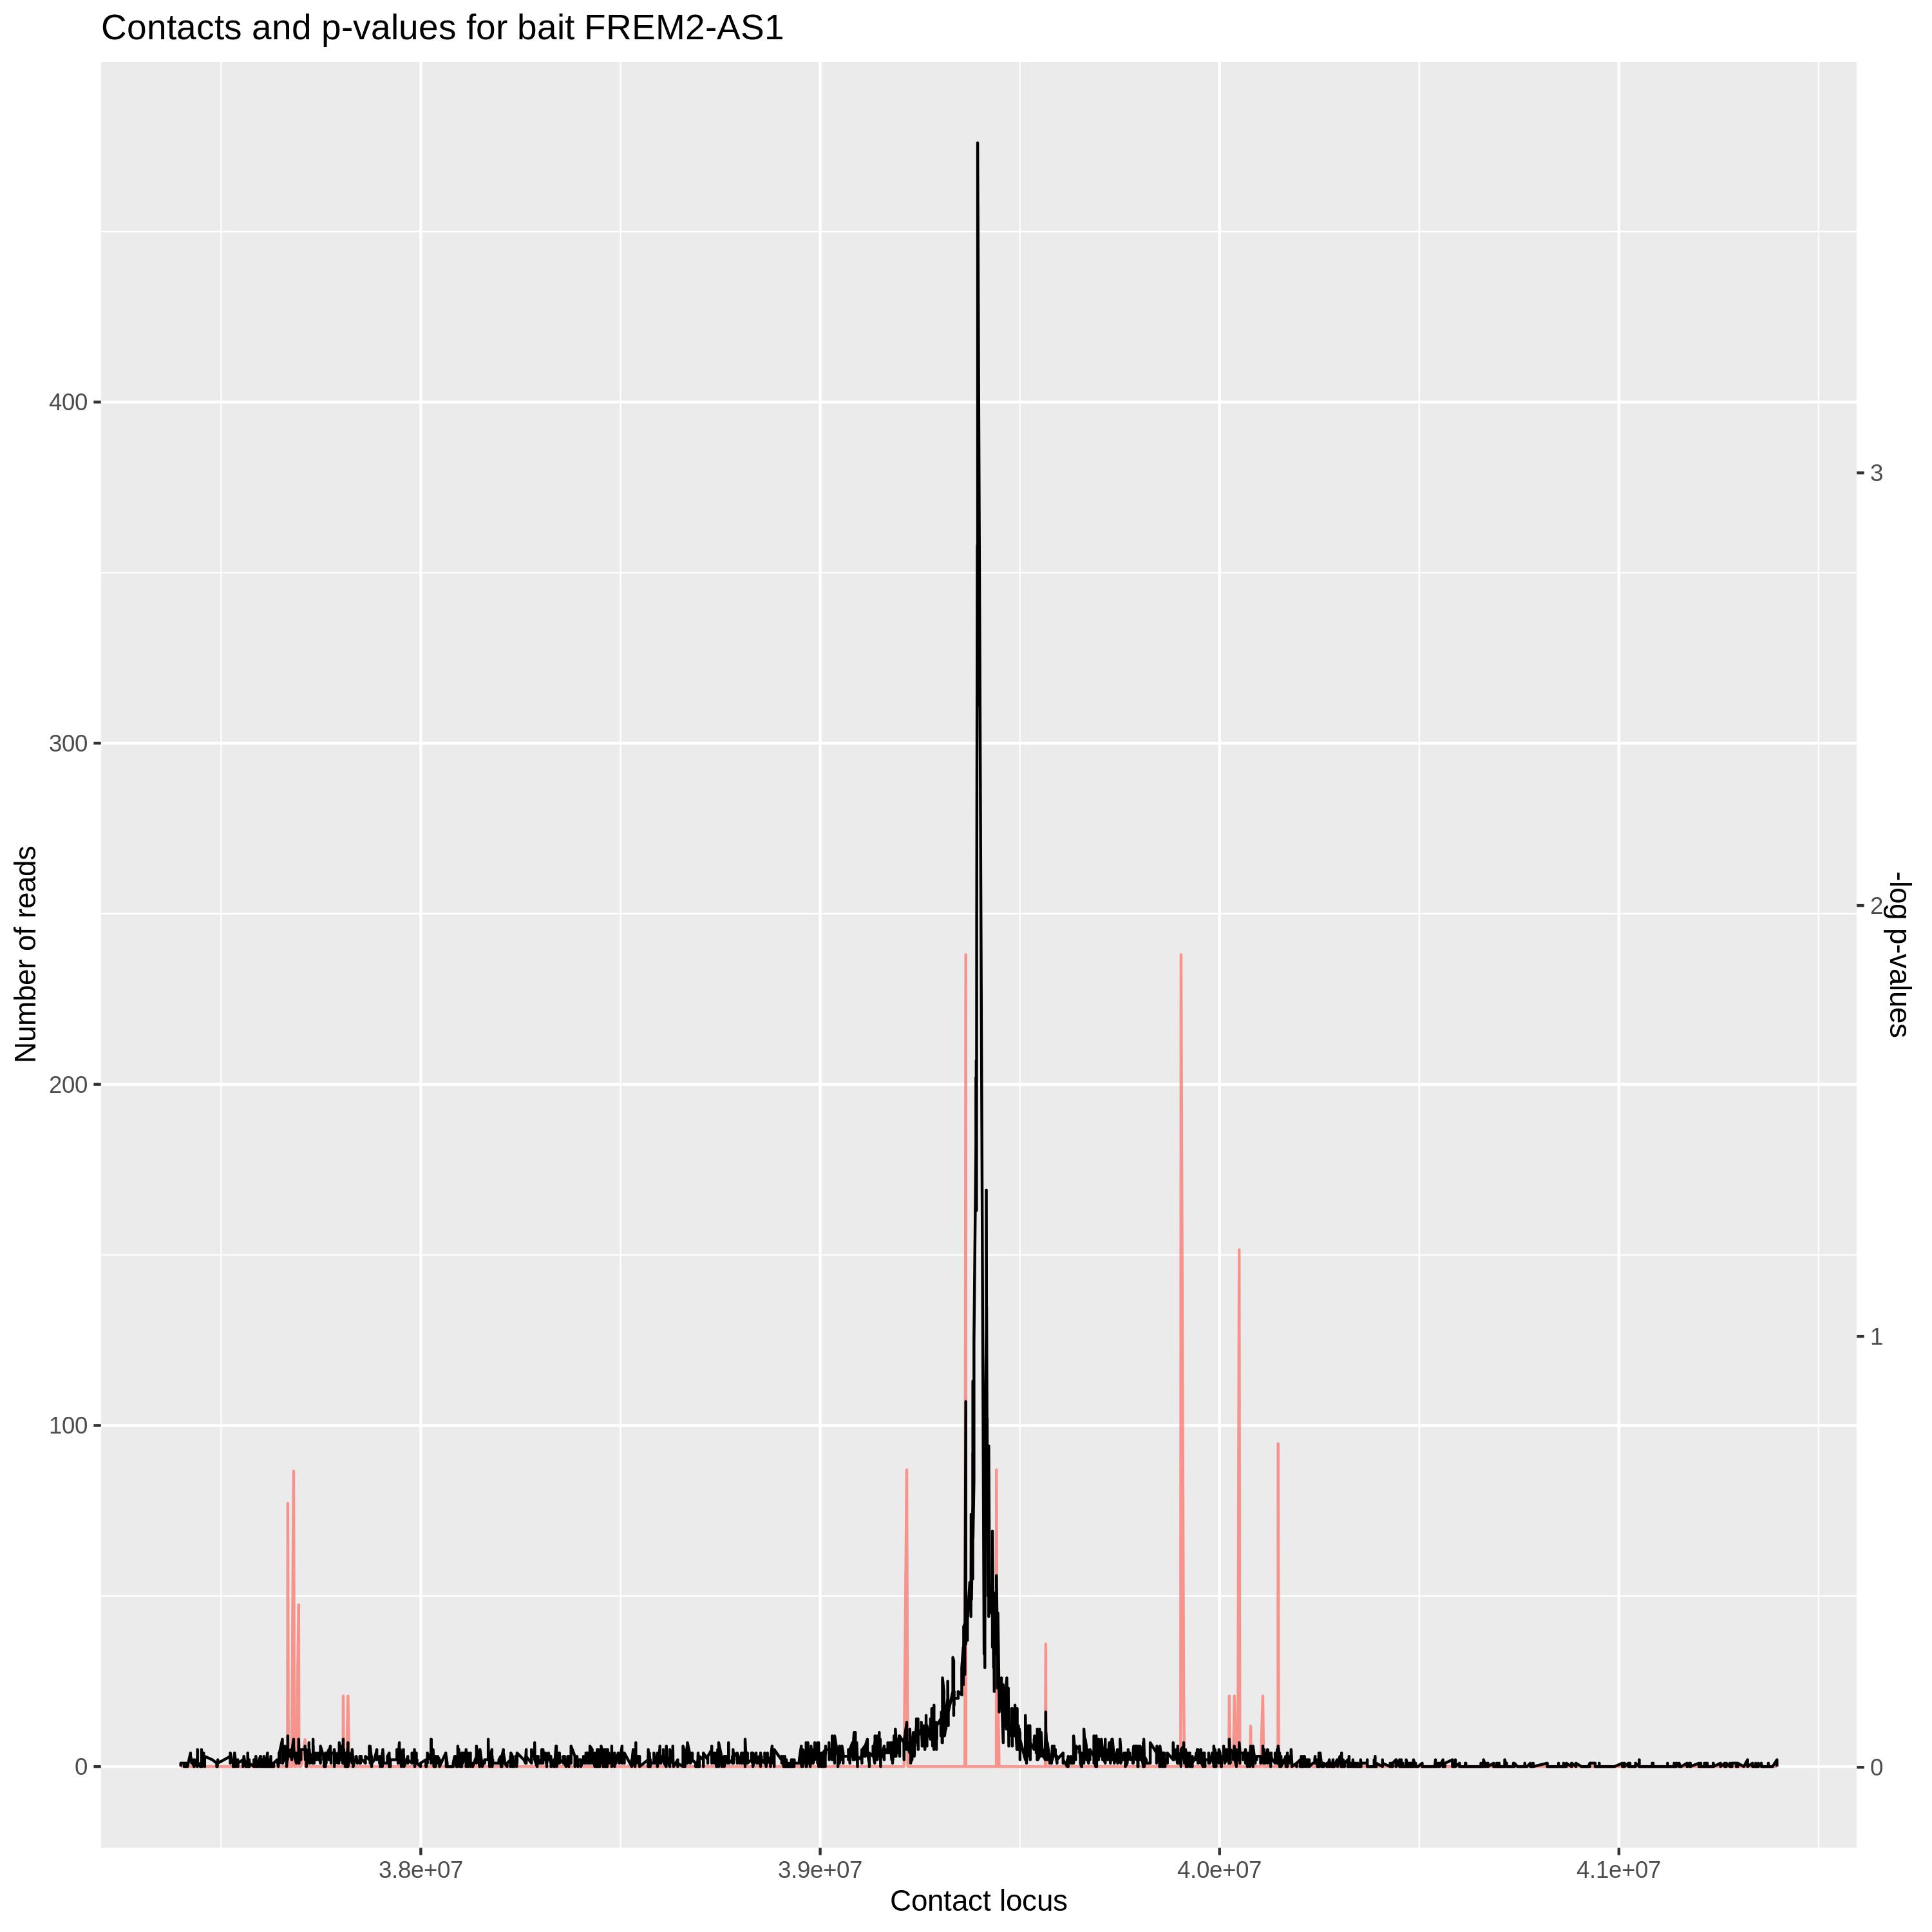 Contacts and p-values for bait FREM2-AS1
Number of reads
400
300
200
100
0
3
2
1
0
-log p-values
3.8e+07
3.9e+07
4.0e+07
4.1e+07
Contact locus